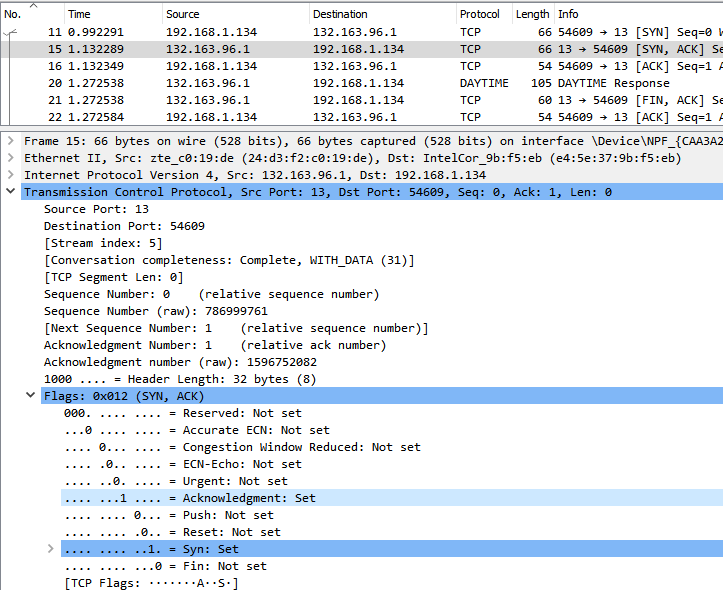 No. Time Source Destination Protocol Length Info
11 0.992291 192.168.1.134 132.163.96.1 TCP 66 54609 → 13 [SYN] Seq=0 W
15 1.132289 132.163.96.1 192.168.1.134 TCP 66 13 → 54609 [SYN, ACK] Se
16 1.132349 192.168.1.134 132.163.96.1 TCP 54 54609 → 13 [ACK] Seq=1 A
20 1.272538 132.163.96.1 192.168.1.134 DAYTIME 105 DAYTIME Response
21 1.272538 132.163.96.1 192.168.1.134 TCP 60 13 → 54609 [FIN, ACK] Se
22 1.272584 192.168.1.134 132.163.96.1 TCP 54 54609 → 13 [ACK] Seq=1 A
Frame 15: 66 bytes on wire (528 bits), 66 bytes captured (528 bits) on interface \Device\NPF_{CAA3A2
Ethernet II, Src: zte_c0:19:de (24:d3:f2:c0:19:de), Dst: IntelCor_9b:f5:eb (e4:5e:37:9b:f5:eb)
Internet Protocol Version 4, Src: 132.163.96.1, Dst: 192.168.1.134
Transmission Control Protocol, Src Port: 13, Dst Port: 54609, Seq: 0, Ack: 1, Len: 0
Source Port: 13
Destination Port: 54609
[Stream index: 5]
[Conversation completeness: Complete, WITH_DATA (31)]
[TCP Segment Len: 0]
Sequence Number: 0 (relative sequence number)
Sequence Number (raw): 786999761
[Next Sequence Number: 1 (relative sequence number)]
Acknowledgment Number: 1 (relative ack number)
Acknowledgment number (raw): 1596752082
1000 .... = Header Length: 32 bytes (8)
Flags: 0x012 (SYN, ACK)
000. .... .... = Reserved: Not set
...0 .... .... = Accurate ECN: Not set
.... 0... .... = Congestion Window Reduced: Not set
.... .0.. .... = ECN-Echo: Not set
.... ..0. .... = Urgent: Not set
.... ...1 .... = Acknowledgment: Set
.... .... 0... = Push: Not set
.... .... .0.. = Reset: Not set
.... .... ..1. = Syn: Set
.... .... ...0 = Fin: Not set
[TCP Flags: ·······A··S·]